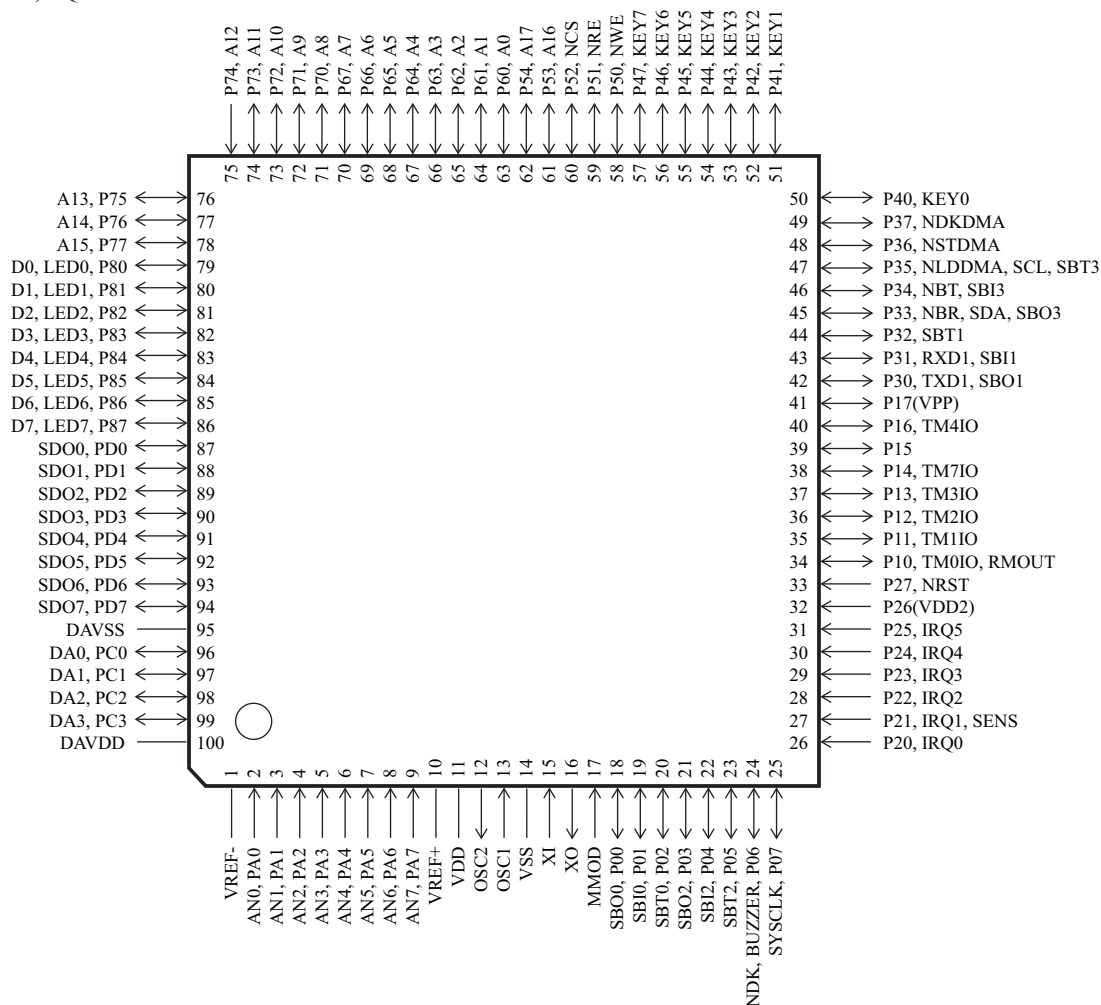 P74, A12
P73, A11
P72, A10
P71, A9
P70, A8
P67, A7
P66, A6
P65, A5
P64, A4
P63, A3
P62, A2
P61, A1
P60, A0
P54, A17
P53, A16
P52, NCS
P51, NRE
P50, NWE
P47, KEY7
P46, KEY6
P45, KEY5
P44, KEY4
P43, KEY3
P42, KEY2
P41, KEY1
75
74
73
72
71
70
69
68
67
66
65
64
63
62
61
60
59
58
57
56
55
54
53
52
51
A13, P75 76
A14, P76 77
A15, P77 78
D0, LED0, P80 79
D1, LED1, P81 80
D2, LED2, P82 81
D3, LED3, P83 82
D4, LED4, P84 83
D5, LED5, P85 84
D6, LED6, P86 85
D7, LED7, P87 86
SDO0, PD0 87
SDO1, PD1 88
SDO2, PD2 89
SDO3, PD3 90
SDO4, PD4 91
SDO5, PD5 92
SDO6, PD6 93
SDO7, PD7 94
DAVSS 95
DA0, PC0 96
DA1, PC1 97
DA2, PC2 98
DA3, PC3 99
DAVDD 100
50 P40, KEY0
49 P37, NDKDMA
48 P36, NSTDMA
47 P35, NLDDMA, SCL, SBT3
46 P34, NBT, SBI3
45 P33, NBR, SDA, SBO3
44 P32, SBT1
43 P31, RXD1, SBI1
42 P30, TXD1, SBO1
41 P17(VPP)
40 P16, TM4IO
39 P15
38 P14, TM7IO
37 P13, TM3IO
36 P12, TM2IO
35 P11, TM1IO
34 P10, TM0IO, RMOUT
33 P27, NRST
32 P26(VDD2)
31 P25, IRQ5
30 P24, IRQ4
29 P23, IRQ3
28 P22, IRQ2
27 P21, IRQ1, SENS
26 P20, IRQ0
1
2
3
4
5
6
7
8
9
10
11
12
13
14
15
16
17
18
19
20
21
22
23
24
25
VREF-
AN0, PA0
AN1, PA1
AN2, PA2
AN3, PA3
AN4, PA4
AN5, PA5
AN6, PA6
AN7, PA7
VREF+
VDD
OSC2
OSC1
VSS
XI
XO
MMOD
SBO0, P00
SBI0, P01
SBT0, P02
SBO2, P03
SBI2, P04
SBT2, P05
NDK, BUZZER, P06
SYSCLK, P07